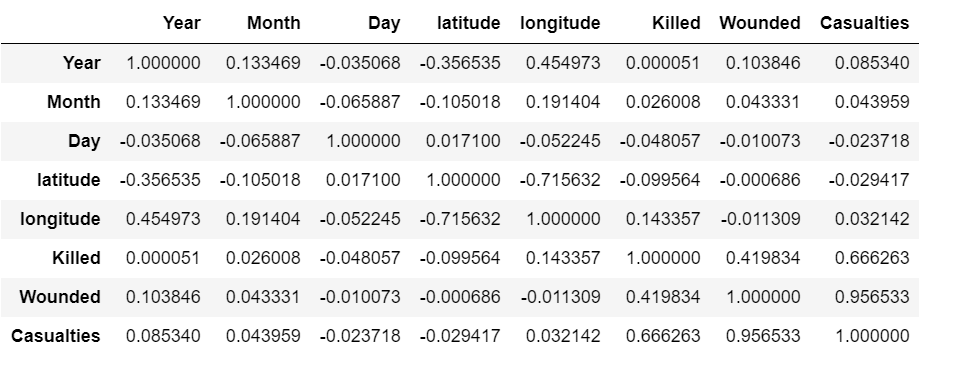 Year Month Day latitude longitude Killed Wounded Casualties
Year 1.000000 0.133469 -0.035068 -0.356535 0.454973 0.000051 0.103846 0.085340
Month 0.133469 1.000000 -0.065887 -0.105018 0.191404 0.026008 0.043331 0.043959
Day -0.035068 -0.065887 1.000000 0.017100 -0.052245 -0.048057 -0.010073 -0.023718
latitude -0.356535 -0.105018 0.017100 1.000000 -0.715632 -0.099564 -0.000686 -0.029417
longitude 0.454973 0.191404 -0.052245 -0.715632 1.000000 0.143357 -0.011309 0.032142
Killed 0.000051 0.026008 -0.048057 -0.099564 0.143357 1.000000 0.419834 0.666263
Wounded 0.103846 0.043331 -0.010073 -0.000686 -0.011309 0.419834 1.000000 0.956533
Casualties 0.085340 0.043959 -0.023718 -0.029417 0.032142 0.666263 0.956533 1.000000